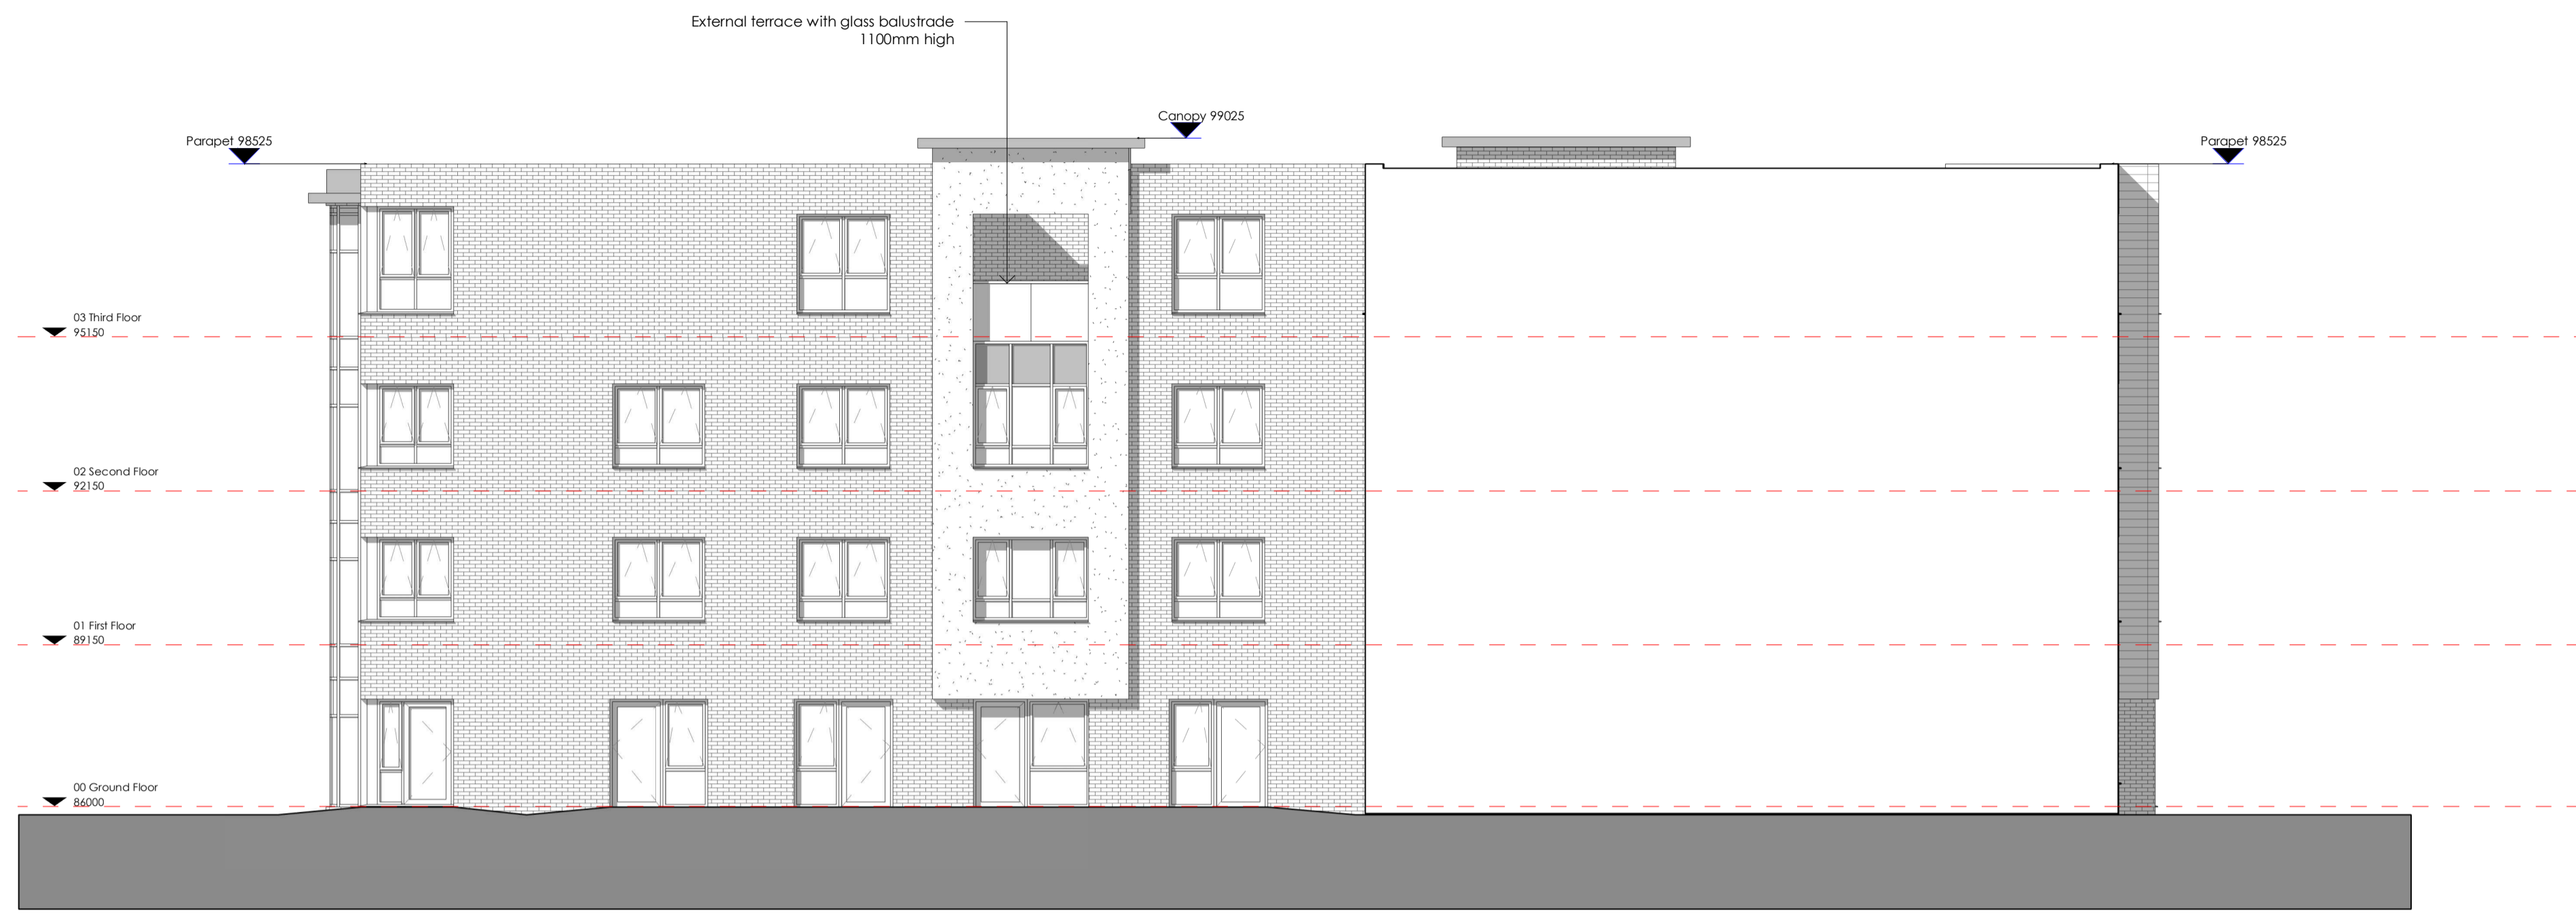 External terrace with glass balustrade
1100mm high
Canopy 99025
Parapet 98525
Parapet 98525
03 Third Floor
95150
02 Second Floor
92150
01 First Floor
89150
00 Ground Floor
86000